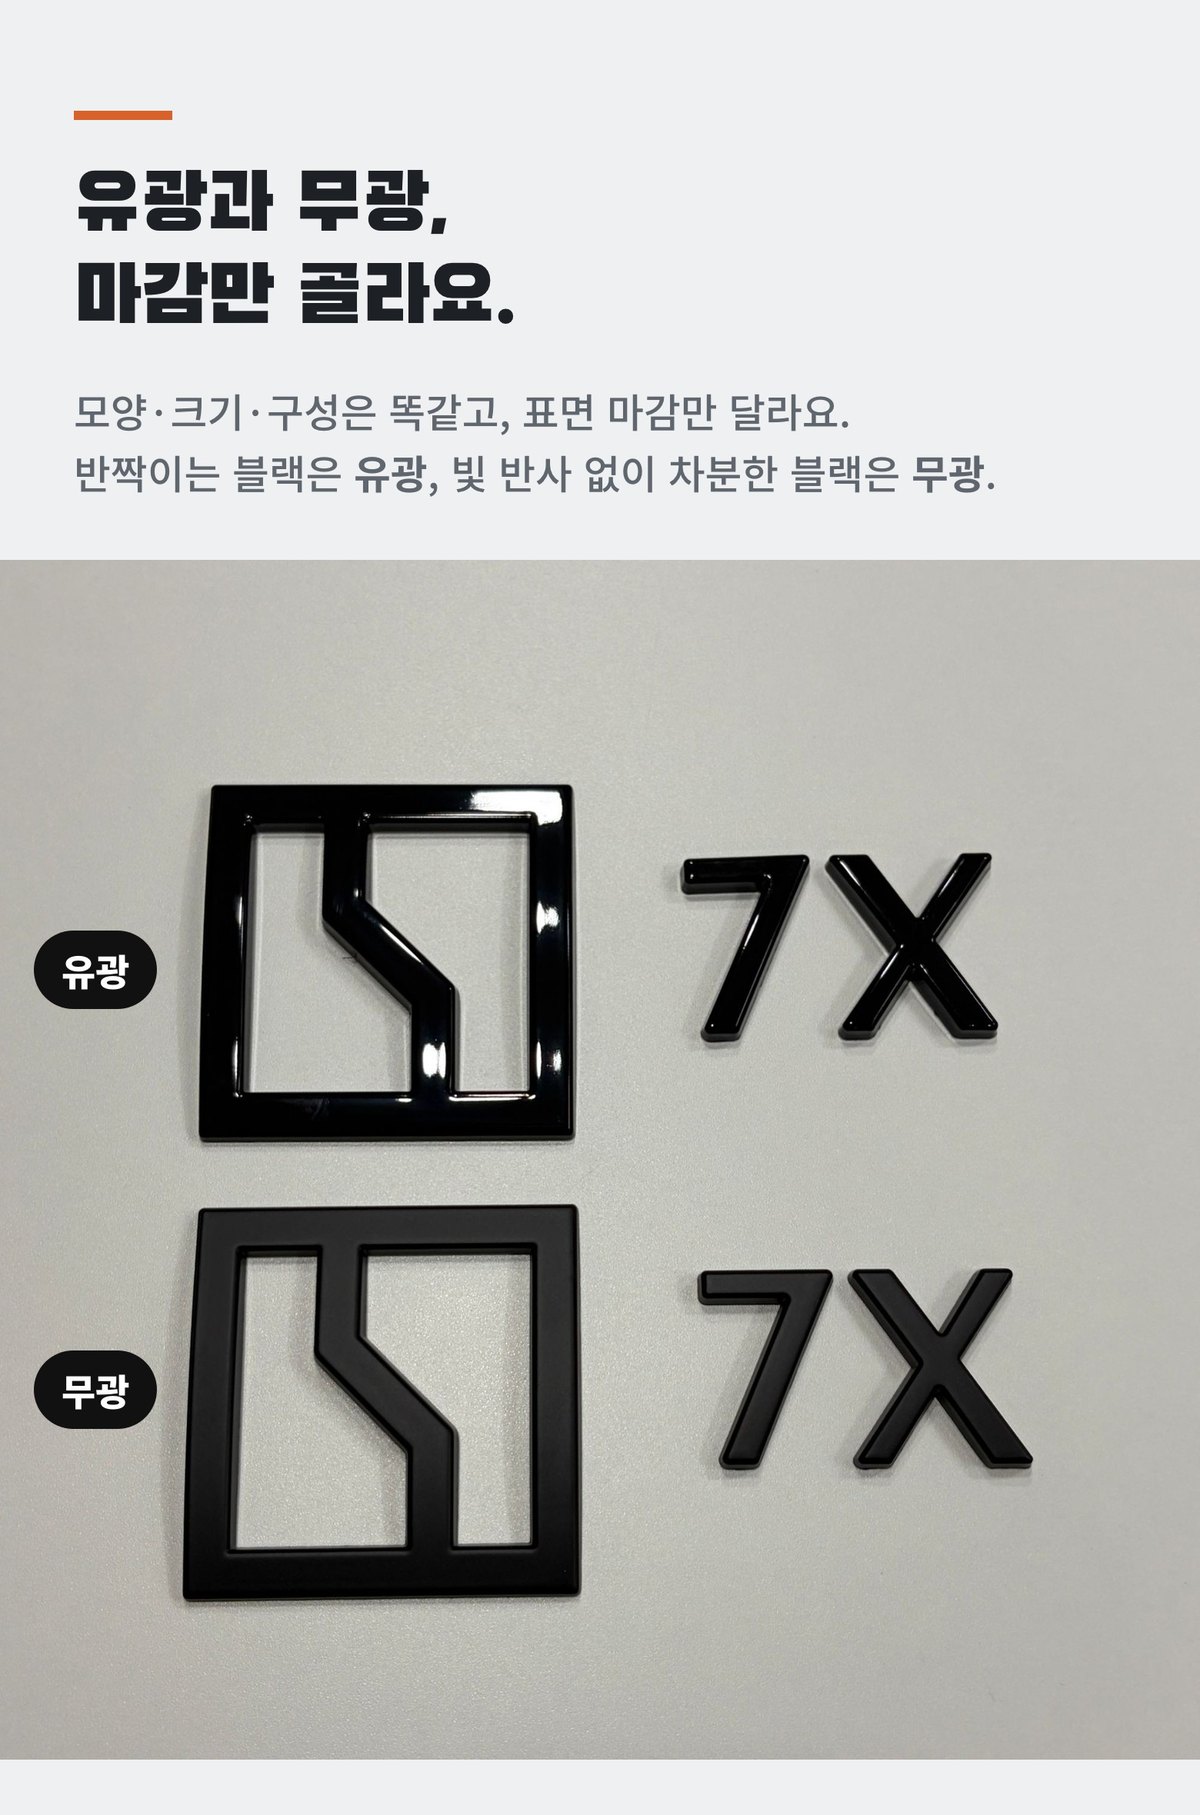 유광과 무광,
마감만 골라요.
모양·크기·구성은 똑같고, 표면 마감만 달라요.
반짝이는 블랙은 유광, 빛 반사 없이 차분한 블랙은 무광.
7X
유광
7X
무광